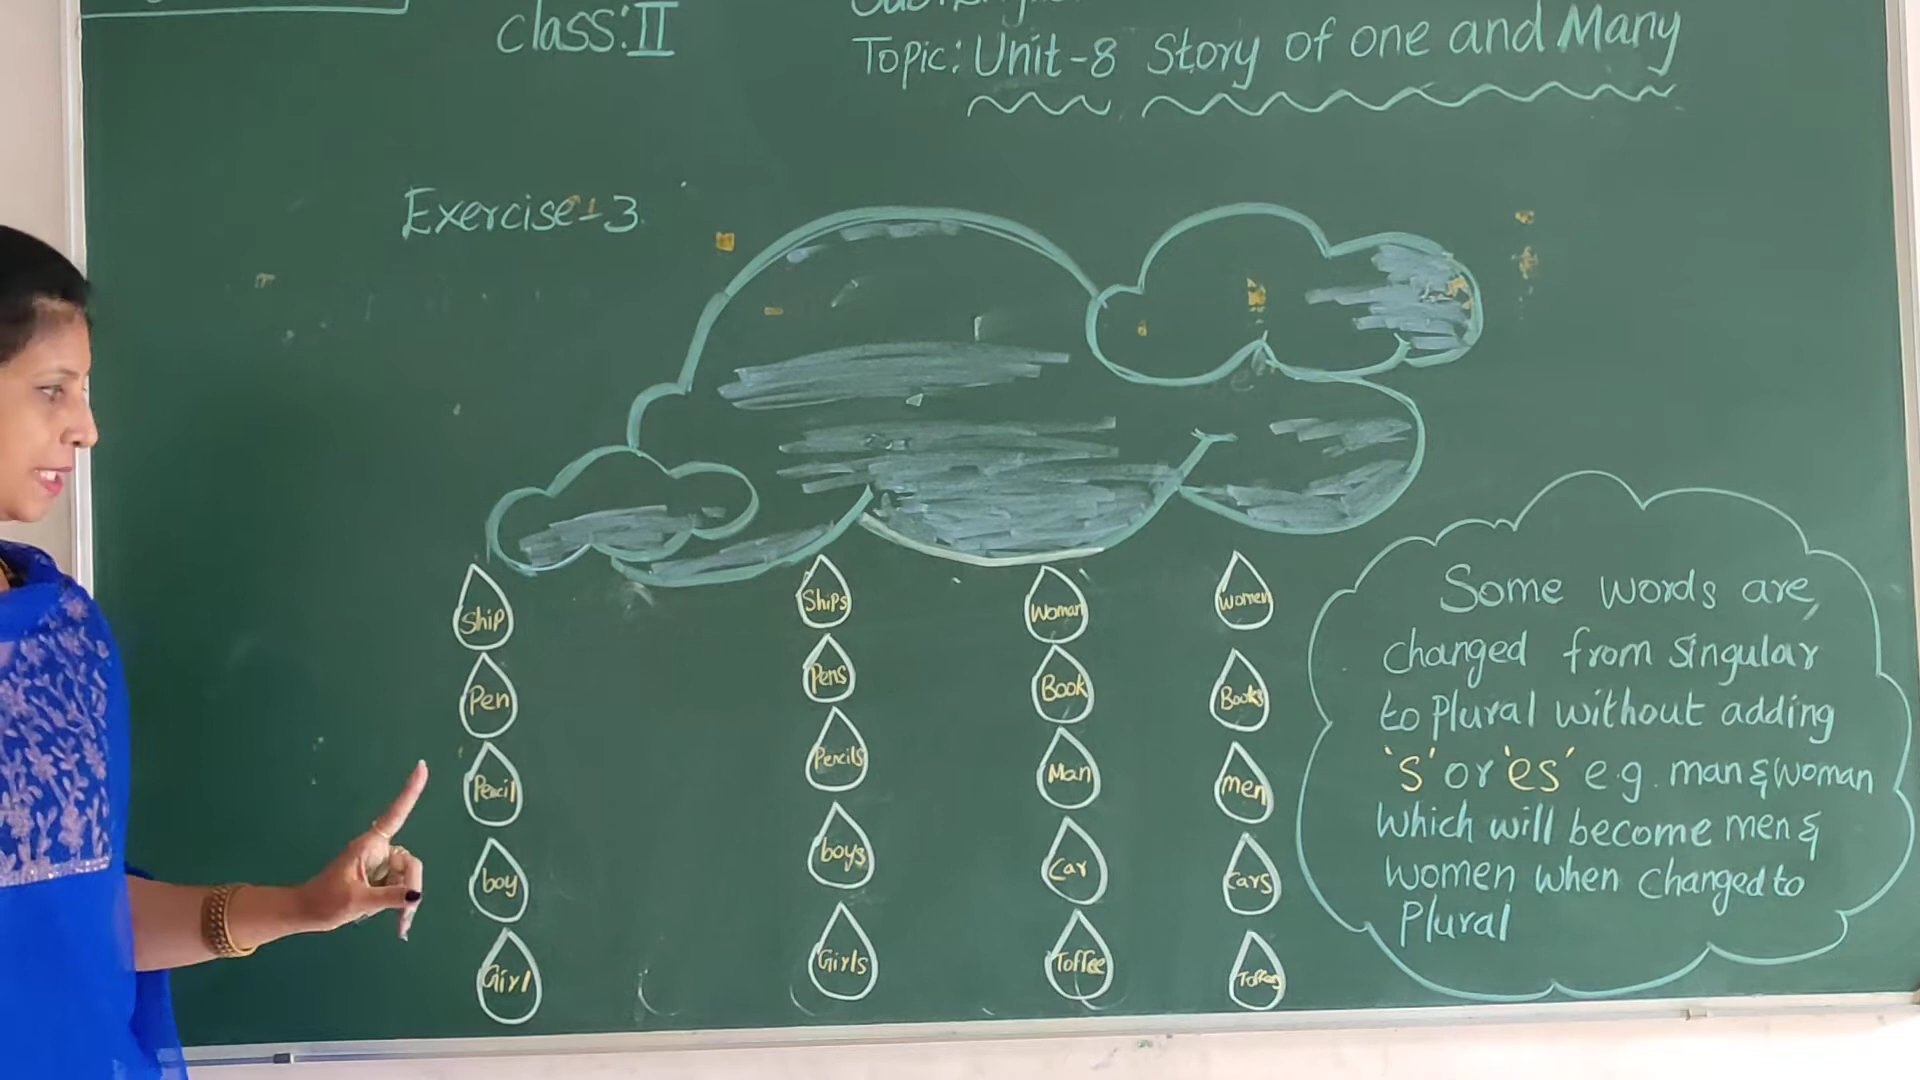 class: II
Topic: Unit-8 Story of one and Many
Exercise-3
Ship Ships Woman Women
Pen Pens Book Books
Pencil Pencils Man men
boy boys Car Cars
Girl Girls Toffee
Some words are,
changed from singular
to plural without adding
's' or 'es' e.g. man & woman
which will become men &
women when changed to
Plural